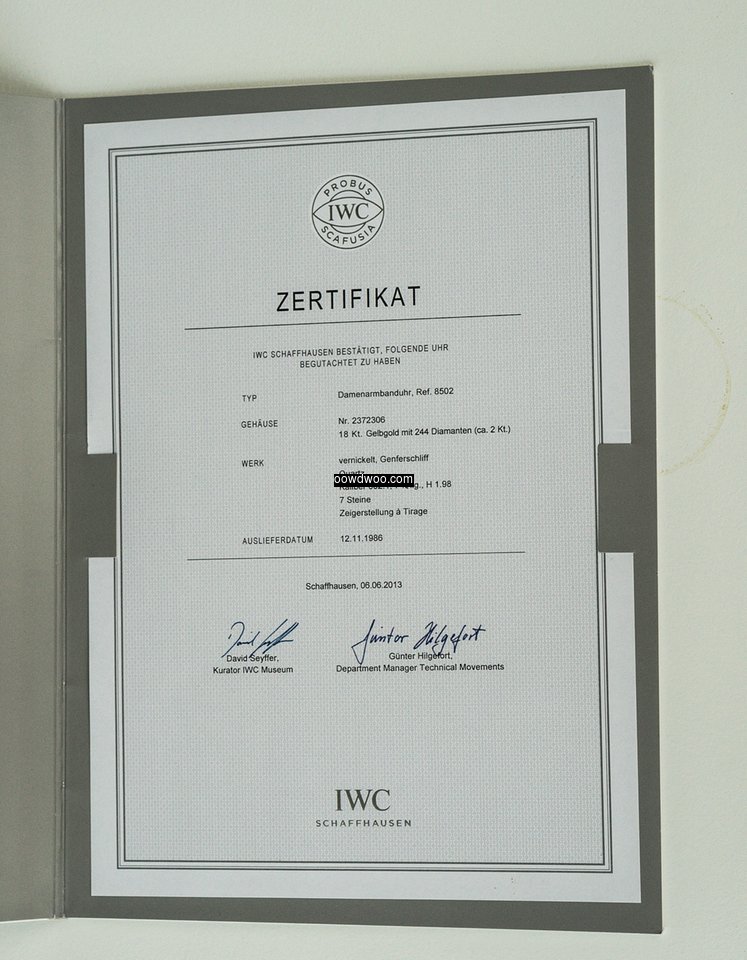 PROBUS
IWC
SCAFUSIA
ZERTIFIKAT
IWC SCHAFFHAUSEN BESTÄTIGT, FOLGENDE UHR
BEGUTACHTET ZU HABEN
TYP Damenarmbanduhr, Ref. 8502
GEHÄUSE Nr. 2372306
18 Kt. Gelbgold mit 244 Diamanten (ca. 2 Kt.)
WERK vernickelt, Genferschliff
Quartz
oowdwoo.com
Kaliber H 1.98
7 Steine
Zeigerstellung à Tirage
AUSLIEFERDATUM 12.11.1986
Schaffhausen, 06.06.2013
Günter Hilgefort
David Seyffer,
Kurator IWC Museum
Günter Hilgefort,
Department Manager Technical Movements
IWC
SCHAFFHAUSEN